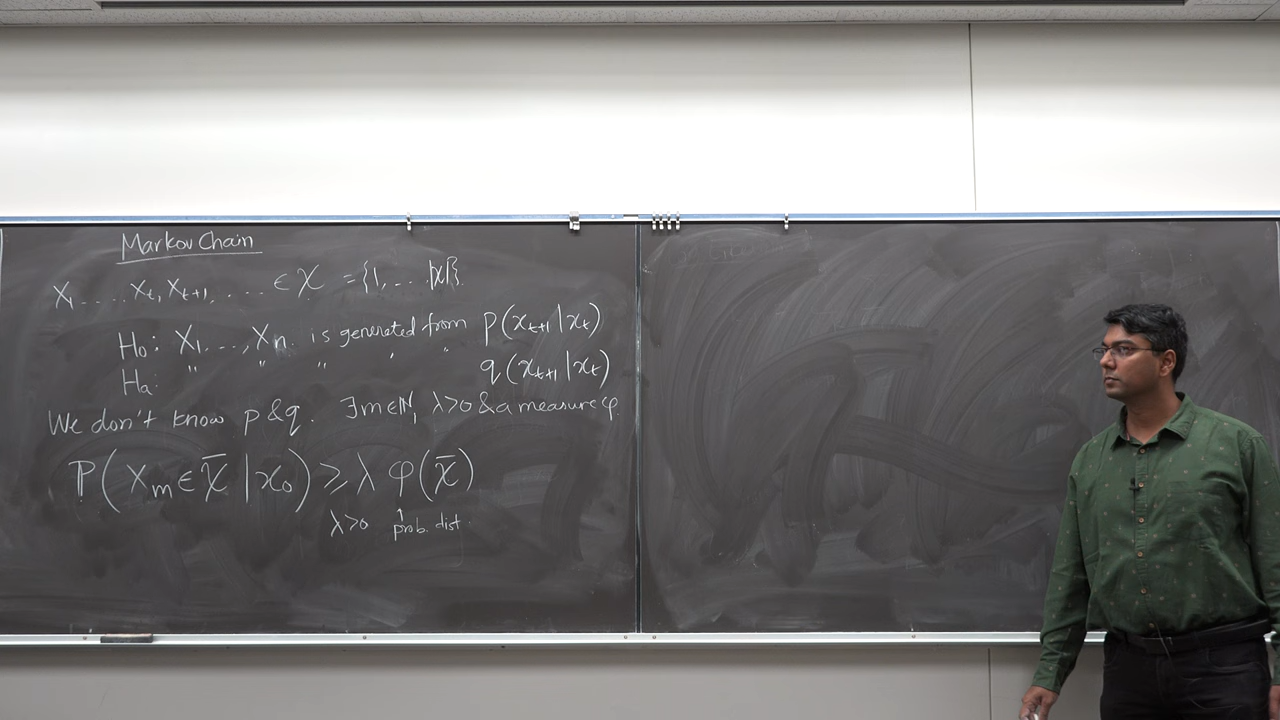 Markov Chain
X₁ .... Xₜ, Xₜ₊₁, .... ∈ 𝒳 = {1, ... |𝒳|}.
H₀: X₁ ..., Xₙ is generated from p(xₜ₊₁|xₜ)
Hₐ: " " " " " q(xₜ₊₁|xₜ)
We don't know p & q. ∃ m ∈ ℕ, λ>0 & a measure φ.
ℙ(Xₘ ∈ 𝒳̄ | x₀) ⩾ λ φ(𝒳̄)
λ>0 ↑ prob. dist.